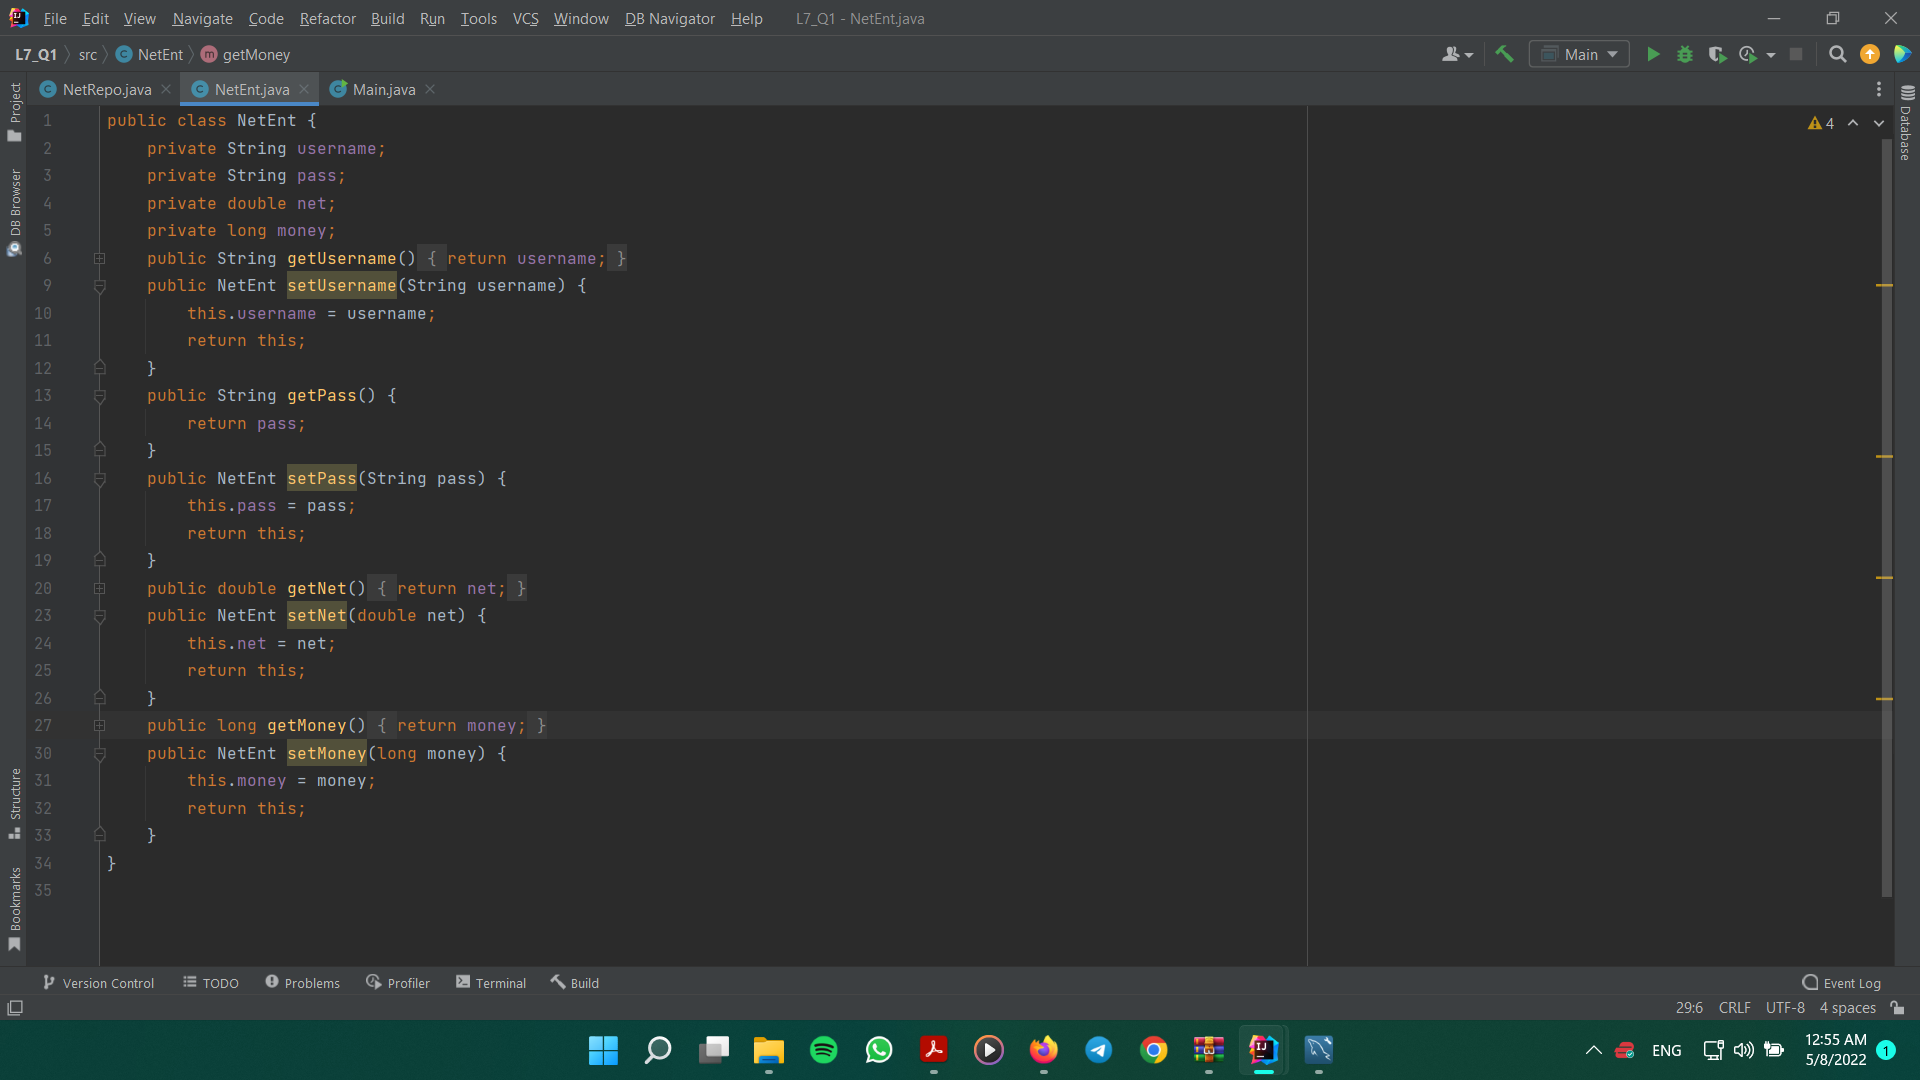 File Edit View Navigate Code Refactor Build Run Tools VCS Window DB Navigator Help L7_Q1 - NetEnt.java
L7_Q1 src NetEnt getMoney Main
NetRepo.java NetEnt.java Main.java
Project
DB Browser
Structure
Bookmarks
Database
4
1 public class NetEnt {
2 private String username;
3 private String pass;
4 private double net;
5 private long money;
6 public String getUsername() { return username; }
9 public NetEnt setUsername(String username) {
10 this.username = username;
11 return this;
12 }
13 public String getPass() {
14 return pass;
15 }
16 public NetEnt setPass(String pass) {
17 this.pass = pass;
18 return this;
19 }
20 public double getNet() { return net; }
23 public NetEnt setNet(double net) {
24 this.net = net;
25 return this;
26 }
27 public long getMoney() { return money; }
30 public NetEnt setMoney(long money) {
31 this.money = money;
32 return this;
33 }
34 }
35
Version Control TODO Problems Profiler Terminal Build Event Log
29:6 CRLF UTF-8 4 spaces
ENG 12:55 AM
5/8/2022 1